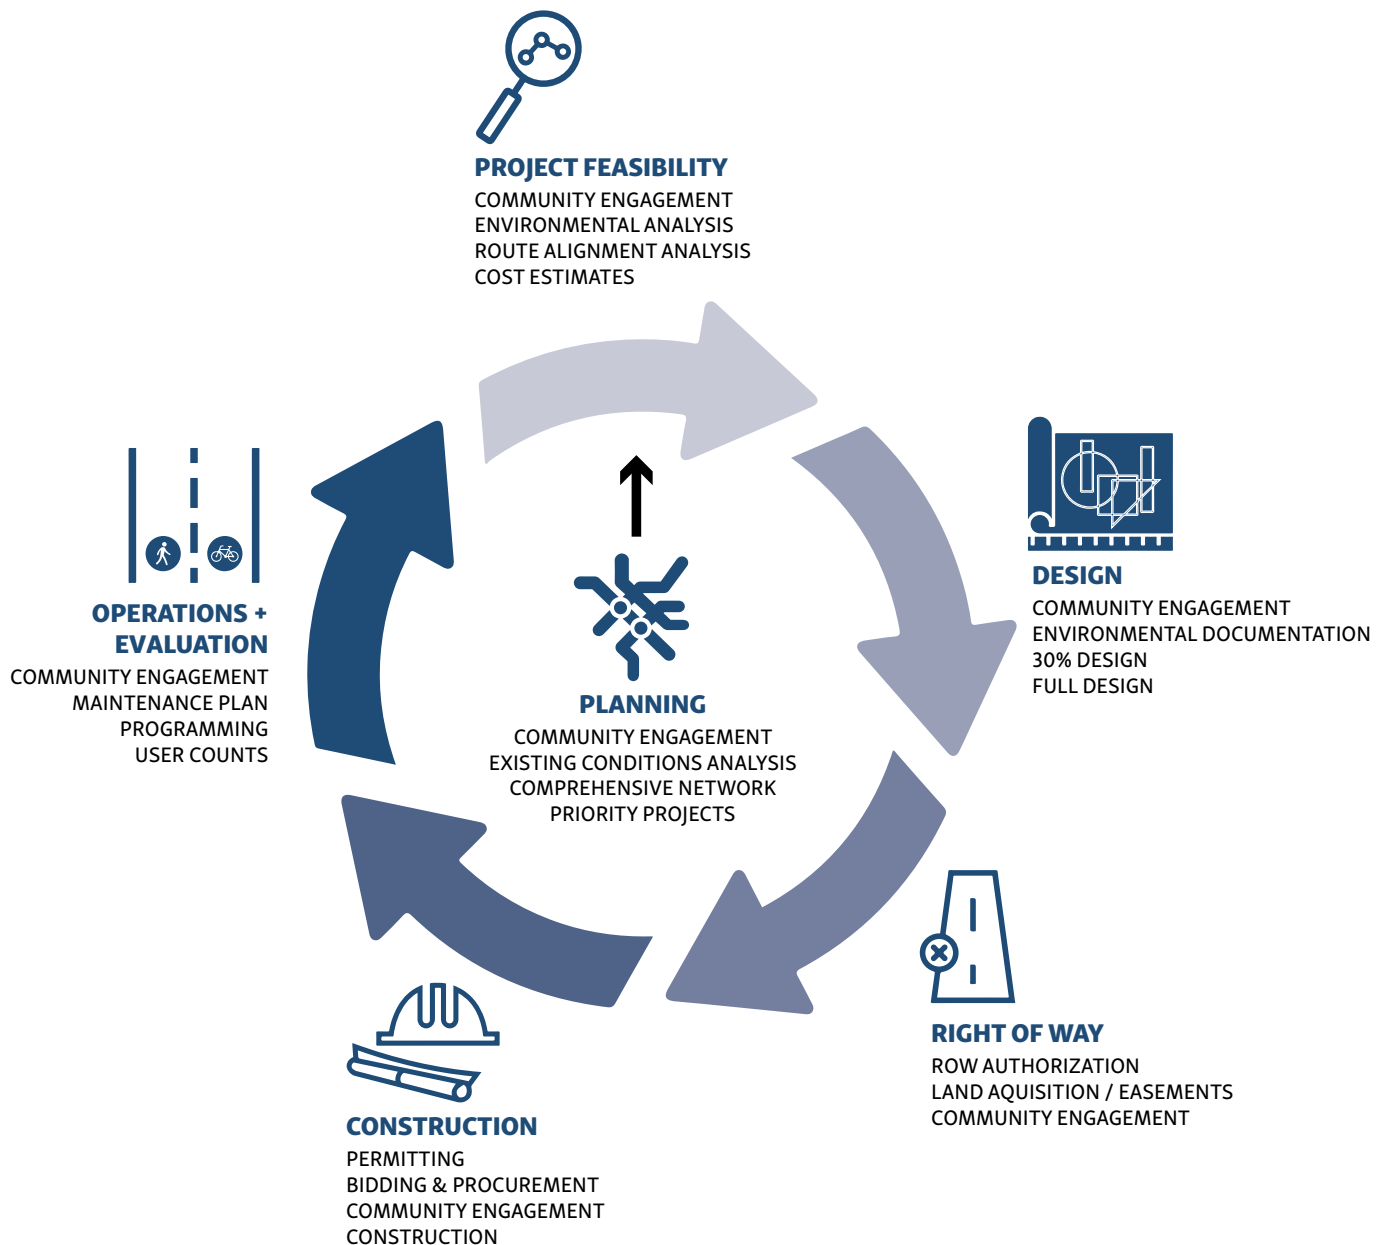 PROJECT FEASIBILITY
COMMUNITY ENGAGEMENT
ENVIRONMENTAL ANALYSIS
ROUTE ALIGNMENT ANALYSIS
COST ESTIMATES
DESIGN
COMMUNITY ENGAGEMENT
ENVIRONMENTAL DOCUMENTATION
30% DESIGN
FULL DESIGN
RIGHT OF WAY
ROW AUTHORIZATION
LAND AQUISITION / EASEMENTS
COMMUNITY ENGAGEMENT
CONSTRUCTION
PERMITTING
BIDDING & PROCUREMENT
COMMUNITY ENGAGEMENT
CONSTRUCTION
OPERATIONS +
EVALUATION
COMMUNITY ENGAGEMENT
MAINTENANCE PLAN
PROGRAMMING
USER COUNTS
PLANNING
COMMUNITY ENGAGEMENT
EXISTING CONDITIONS ANALYSIS
COMPREHENSIVE NETWORK
PRIORITY PROJECTS